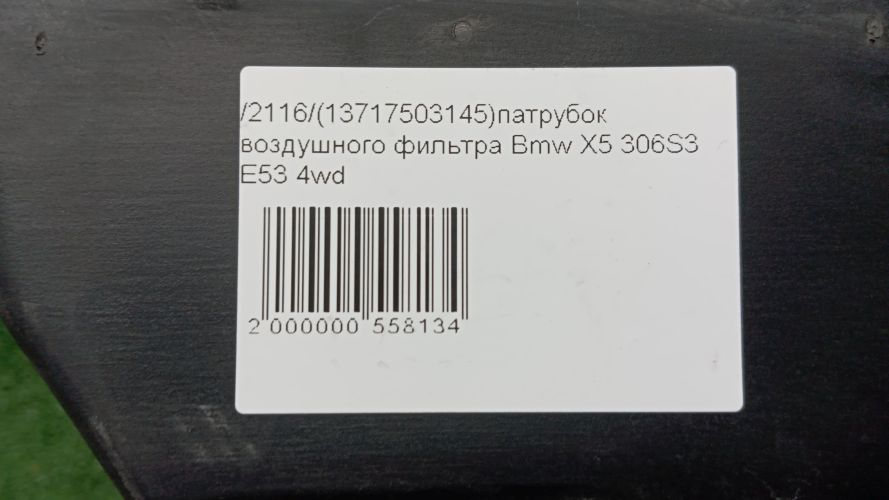 /2116/(13717503145)патрубок
воздушного фильтра Bmw X5 306S3
E53 4wd
2 000000 558134